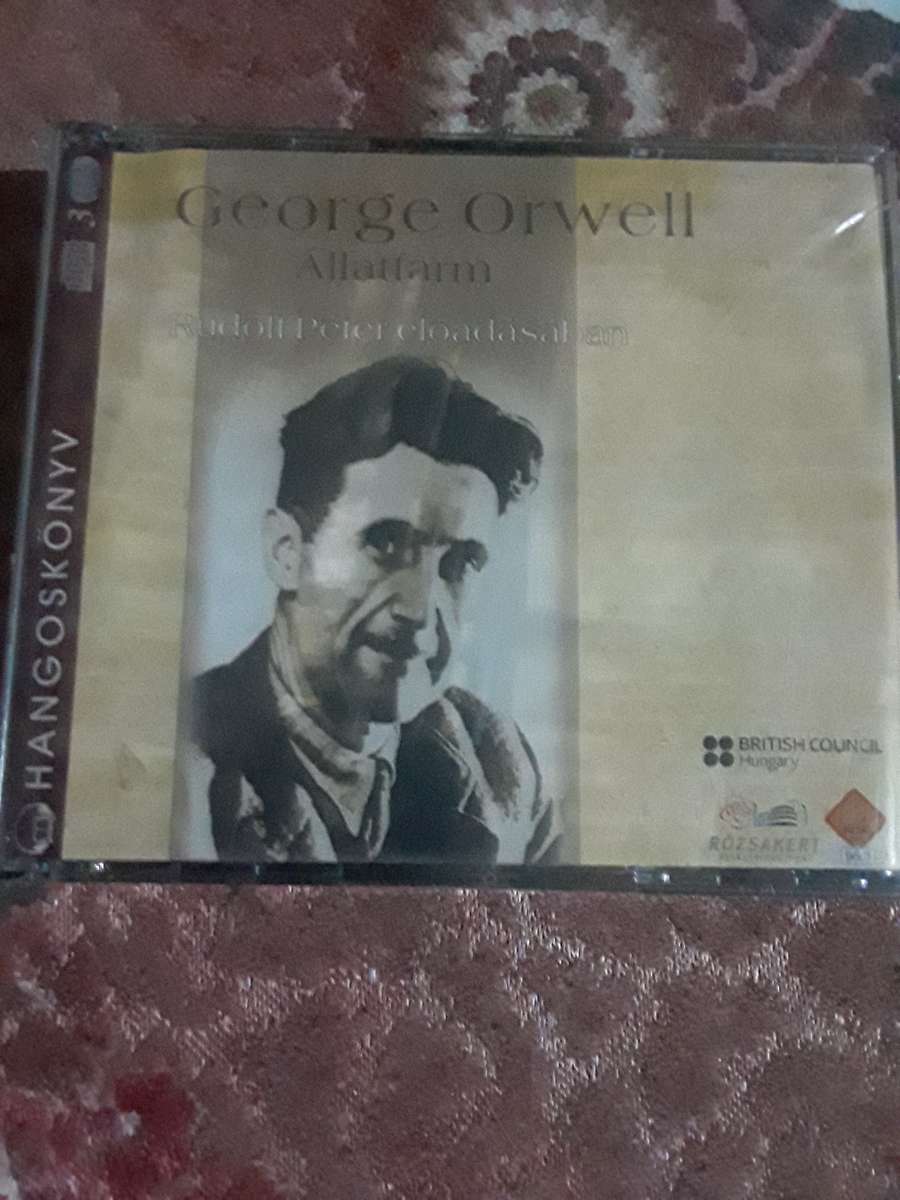 George Orwell
Állatfarm
Rudolf Péter előadásában
3
HANGOSKÖNYV
BRITISH COUNCIL
Hungary
RÓZSAKERT